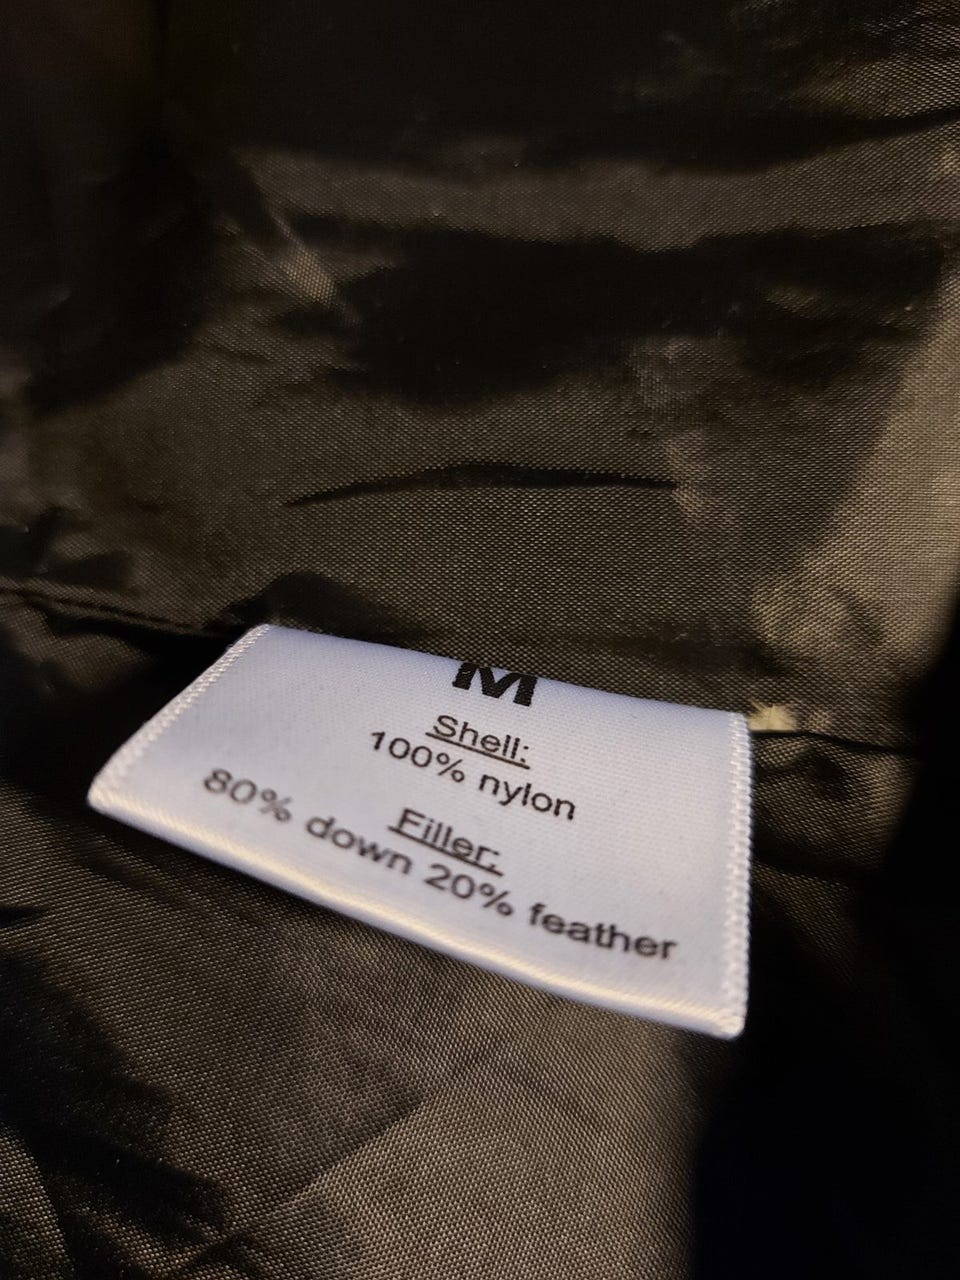 M
Shell:
100% nylon
Filler:
80% down 20% feather